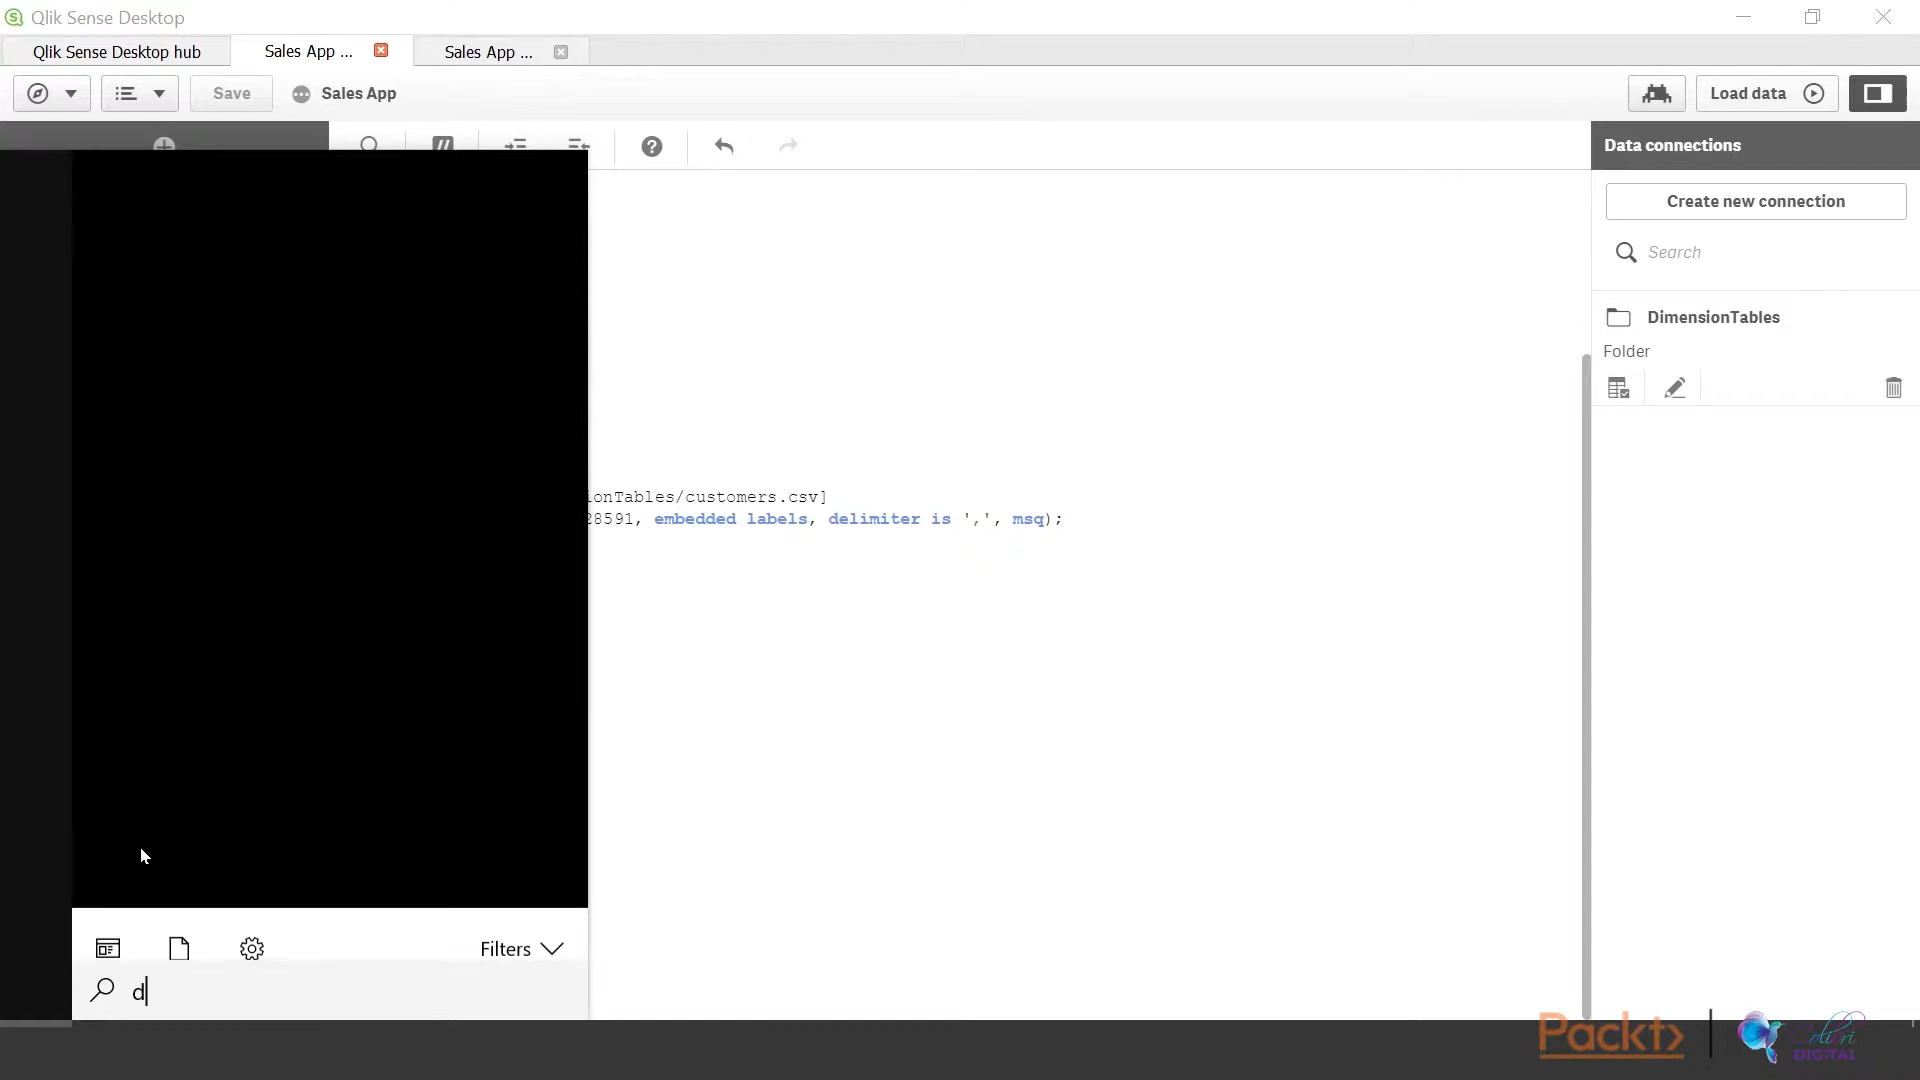 Qlik Sense Desktop
Qlik Sense Desktop hub
Sales App ...
Sales App ...
Save
Sales App
Load data
Data connections
Create new connection
Search
DimensionTables
Folder
ionTables/customers.csv]
28591, embedded labels, delimiter is ',', msq);
Filters
d
Packt
DIGITAL